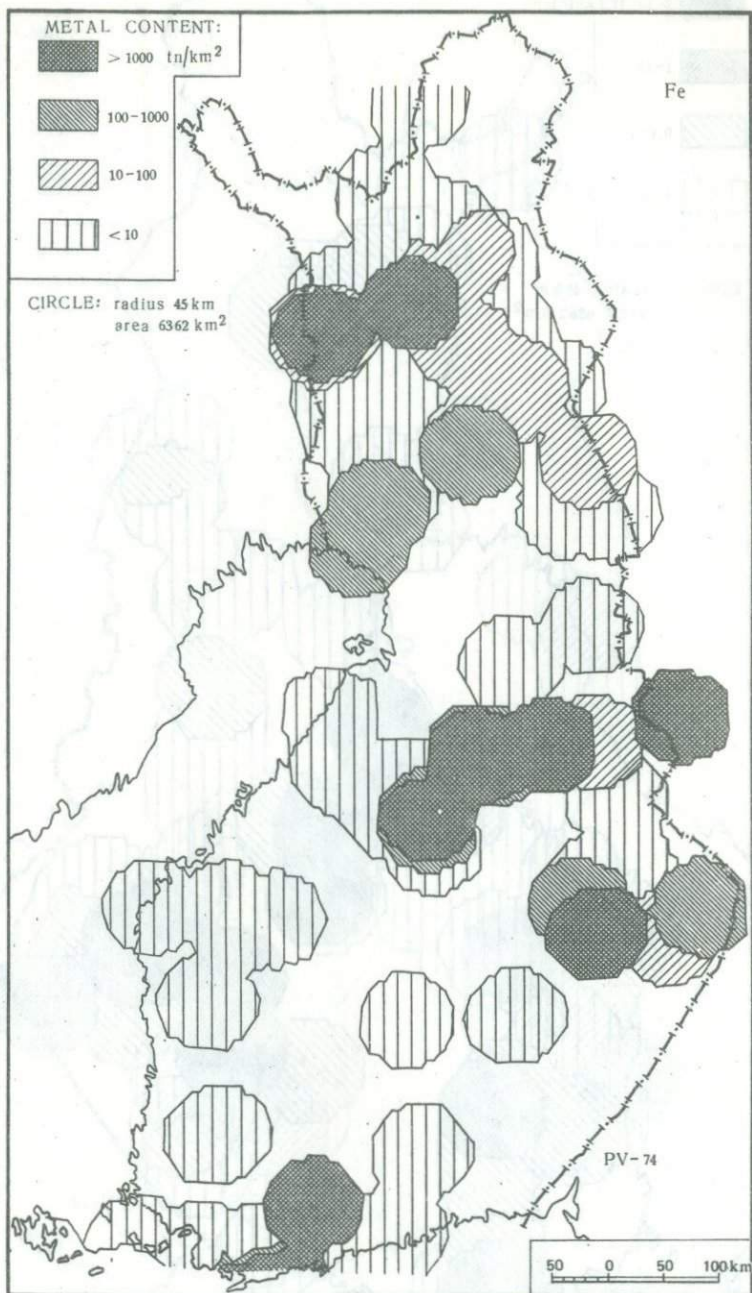 METAL CONTENT:
> 1000 tn/km²
100-1000
10-100
< 10
CIRCLE: radius 45 km
area 6362 km²
Fe
PV-74
50 0 50 100 km